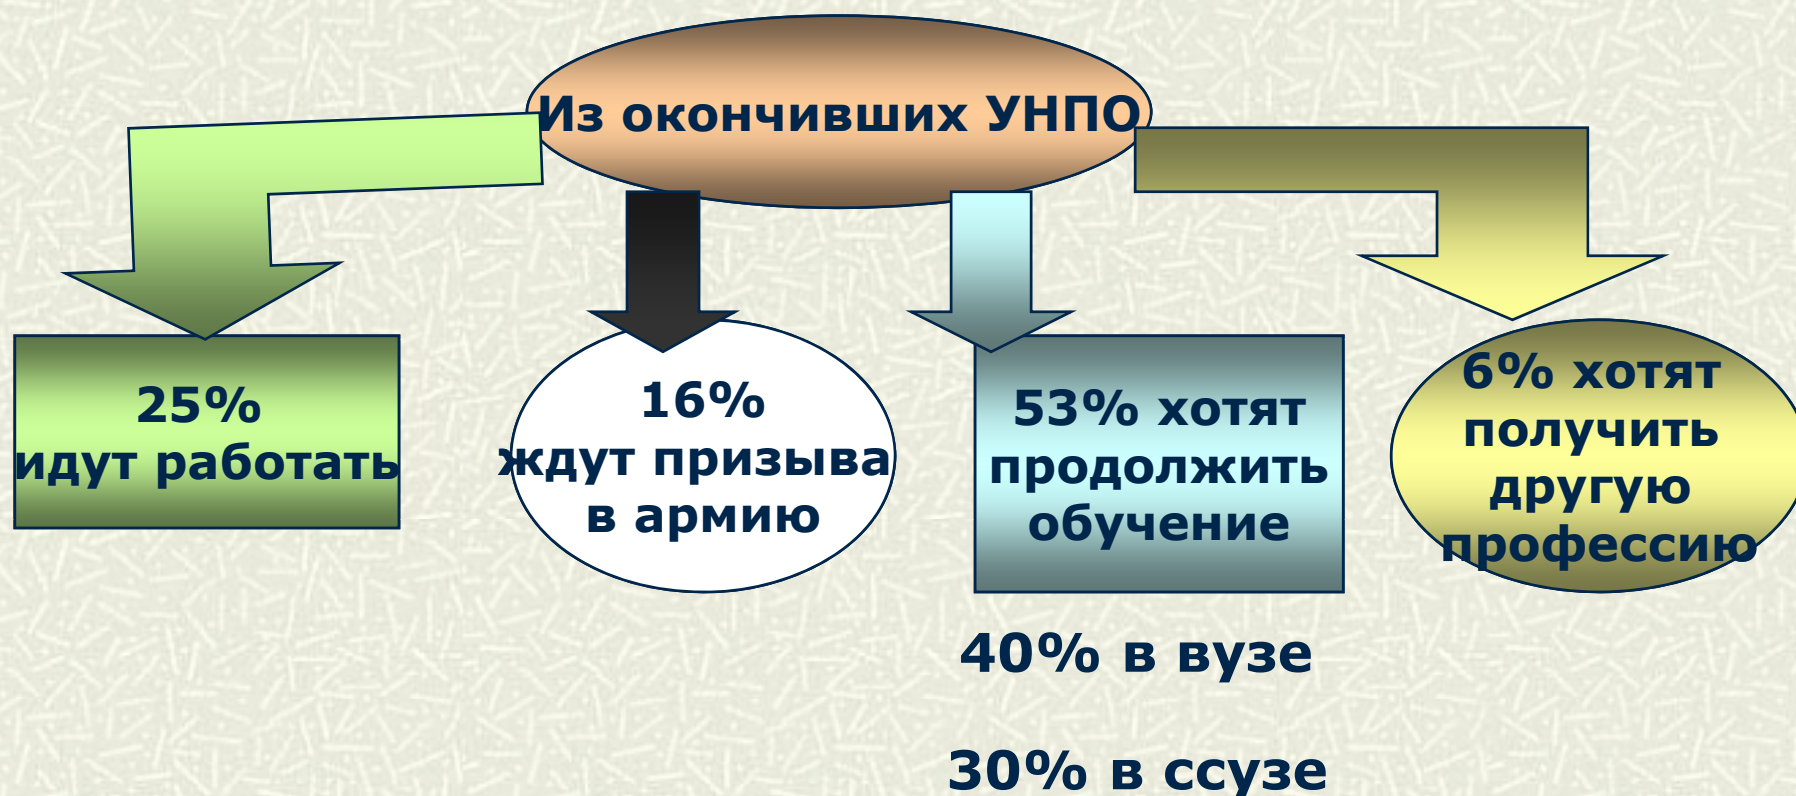 Из окончивших УНПО
25%
идут работать
16%
ждут призыва
в армию
53% хотят
продолжить
обучение
6% хотят
получить
другую
профессию
40% в вузе
30% в ссузе